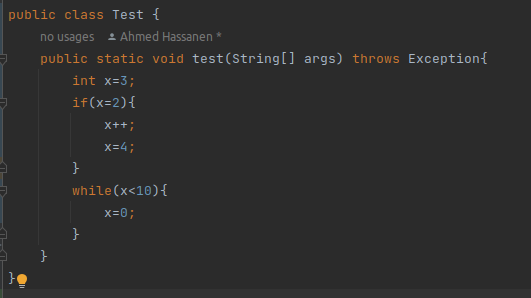 public class Test {
no usages Ahmed Hassanen *
public static void test(String[] args) throws Exception{
int x=3;
if(x=2){
x++;
x=4;
}
while(x<10){
x=0;
}
}
}